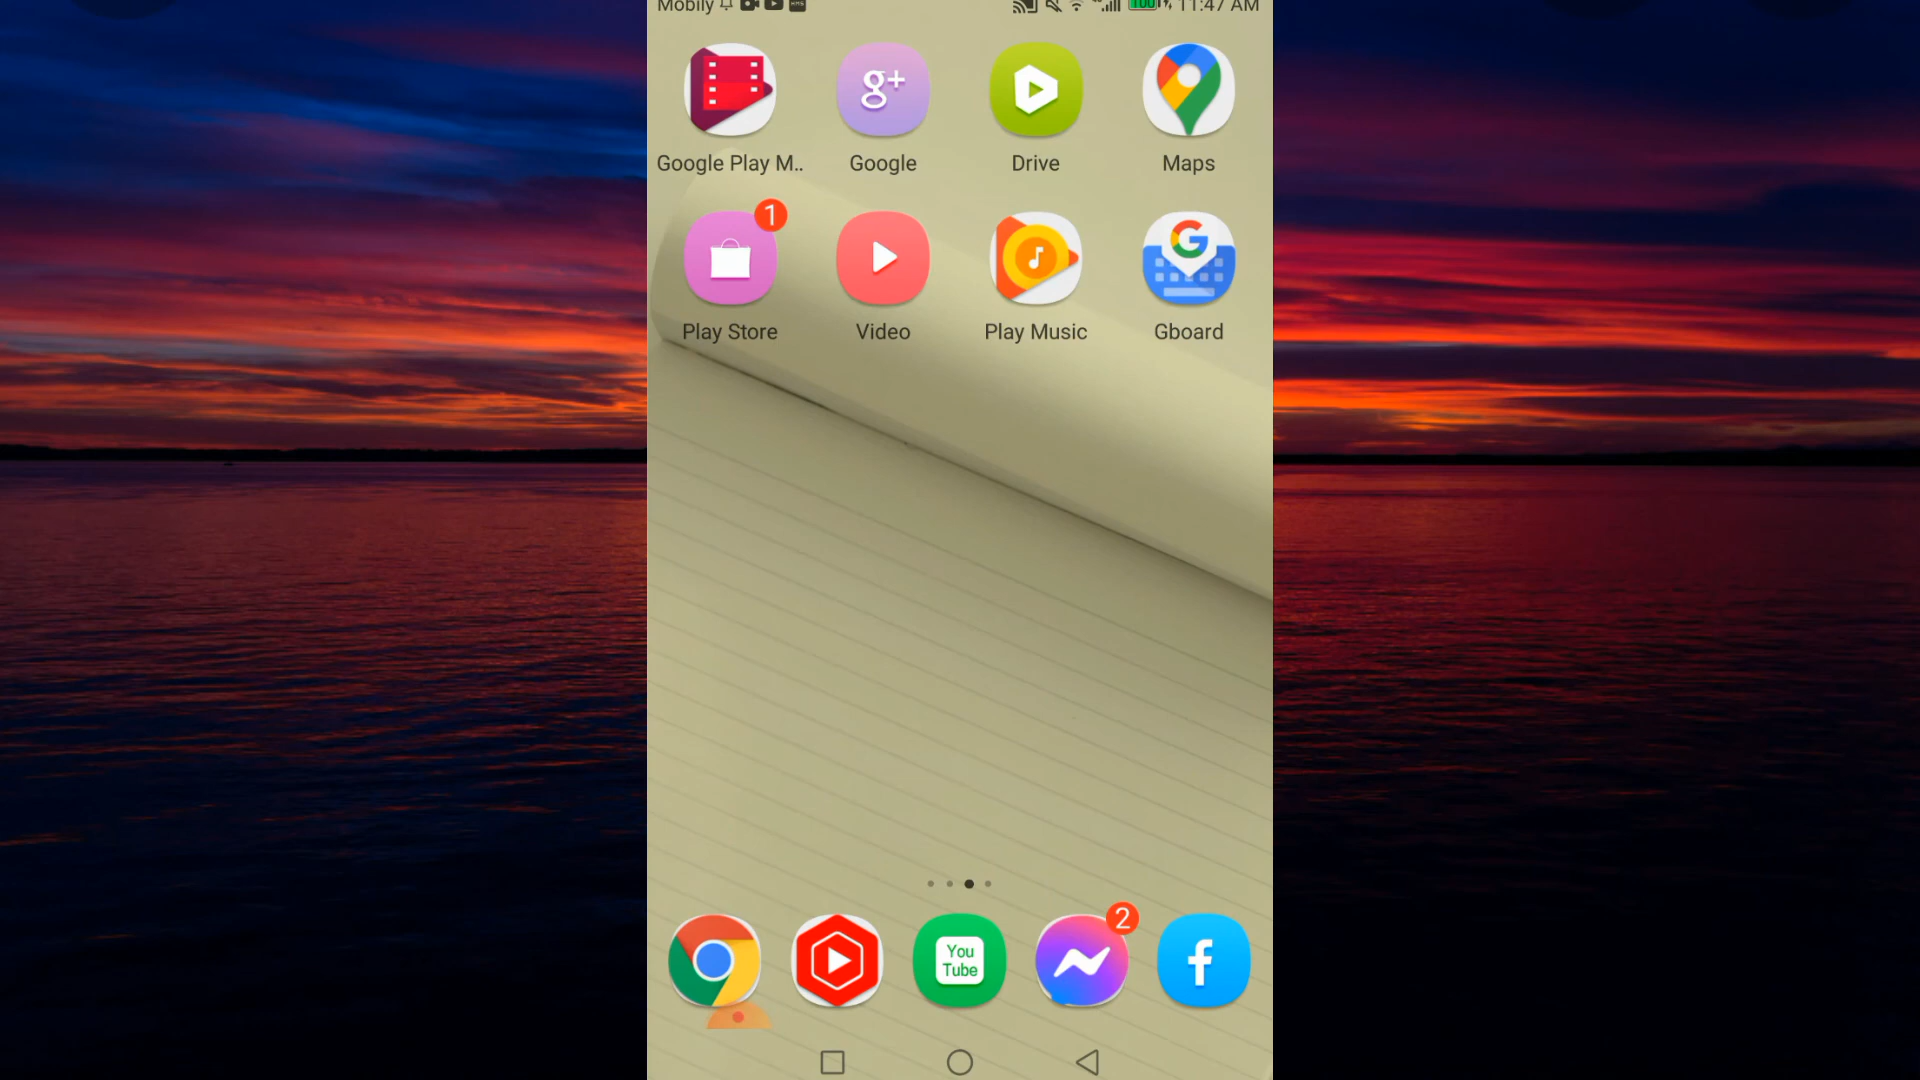 Mobily 100 11:47 AM
g+
Google Play M.. Google Drive Maps
1
G
Play Store Video Play Music Gboard
2
You
Tube
f